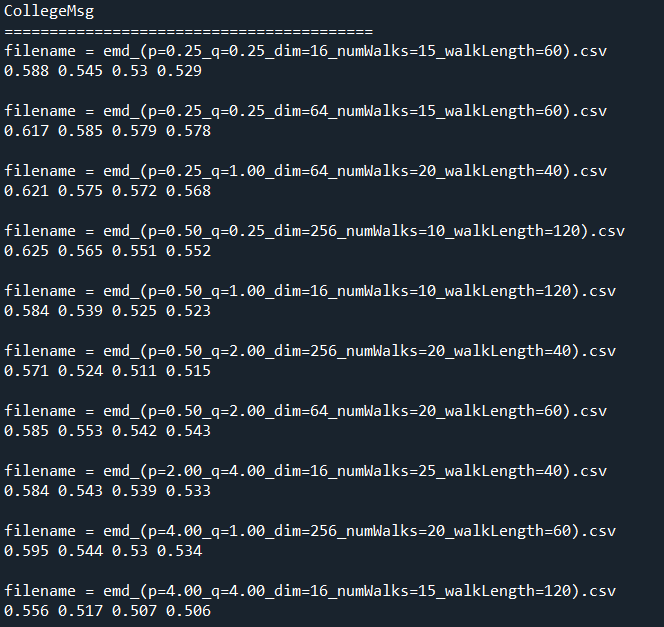 CollegeMsg
=========================================
filename = emd_(p=0.25_q=0.25_dim=16_numWalks=15_walkLength=60).csv
0.588 0.545 0.53 0.529
filename = emd_(p=0.25_q=0.25_dim=64_numWalks=15_walkLength=60).csv
0.617 0.585 0.579 0.578
filename = emd_(p=0.25_q=1.00_dim=64_numWalks=20_walkLength=40).csv
0.621 0.575 0.572 0.568
filename = emd_(p=0.50_q=0.25_dim=256_numWalks=10_walkLength=120).csv
0.625 0.565 0.551 0.552
filename = emd_(p=0.50_q=1.00_dim=16_numWalks=10_walkLength=120).csv
0.584 0.539 0.525 0.523
filename = emd_(p=0.50_q=2.00_dim=256_numWalks=20_walkLength=40).csv
0.571 0.524 0.511 0.515
filename = emd_(p=0.50_q=2.00_dim=64_numWalks=20_walkLength=60).csv
0.585 0.553 0.542 0.543
filename = emd_(p=2.00_q=4.00_dim=16_numWalks=25_walkLength=40).csv
0.584 0.543 0.539 0.533
filename = emd_(p=4.00_q=1.00_dim=256_numWalks=20_walkLength=60).csv
0.595 0.544 0.53 0.534
filename = emd_(p=4.00_q=4.00_dim=16_numWalks=15_walkLength=120).csv
0.556 0.517 0.507 0.506